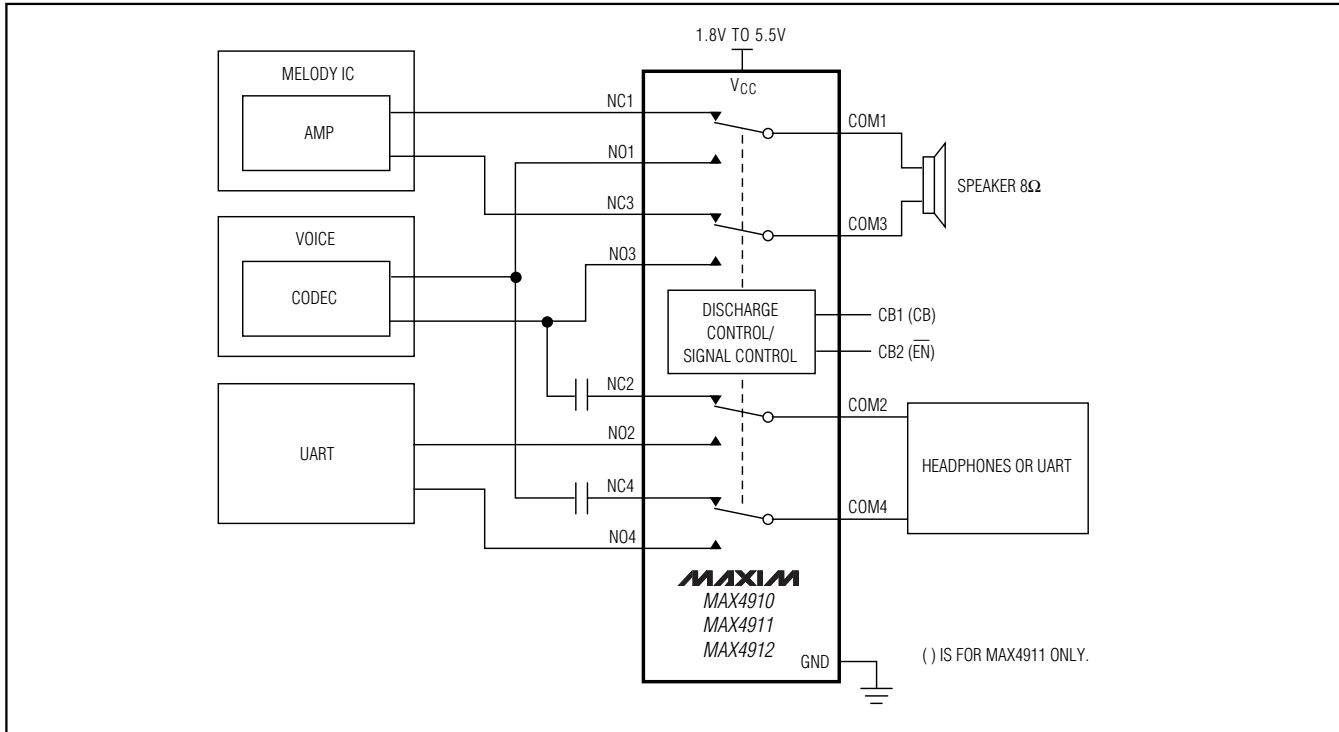 1.8V TO 5.5V
VCC
MELODY IC
AMP
VOICE
CODEC
UART
NC1
NO1
NC3
NO3
NC2
NO2
NC4
NO4
DISCHARGE
CONTROL/
SIGNAL CONTROL
MAXIM
MAX4910
MAX4911
MAX4912
GND
COM1
COM3
SPEAKER 8Ω
CB1 (CB)
CB2 (E̅N̅)
COM2
COM4
HEADPHONES OR UART
( ) IS FOR MAX4911 ONLY.